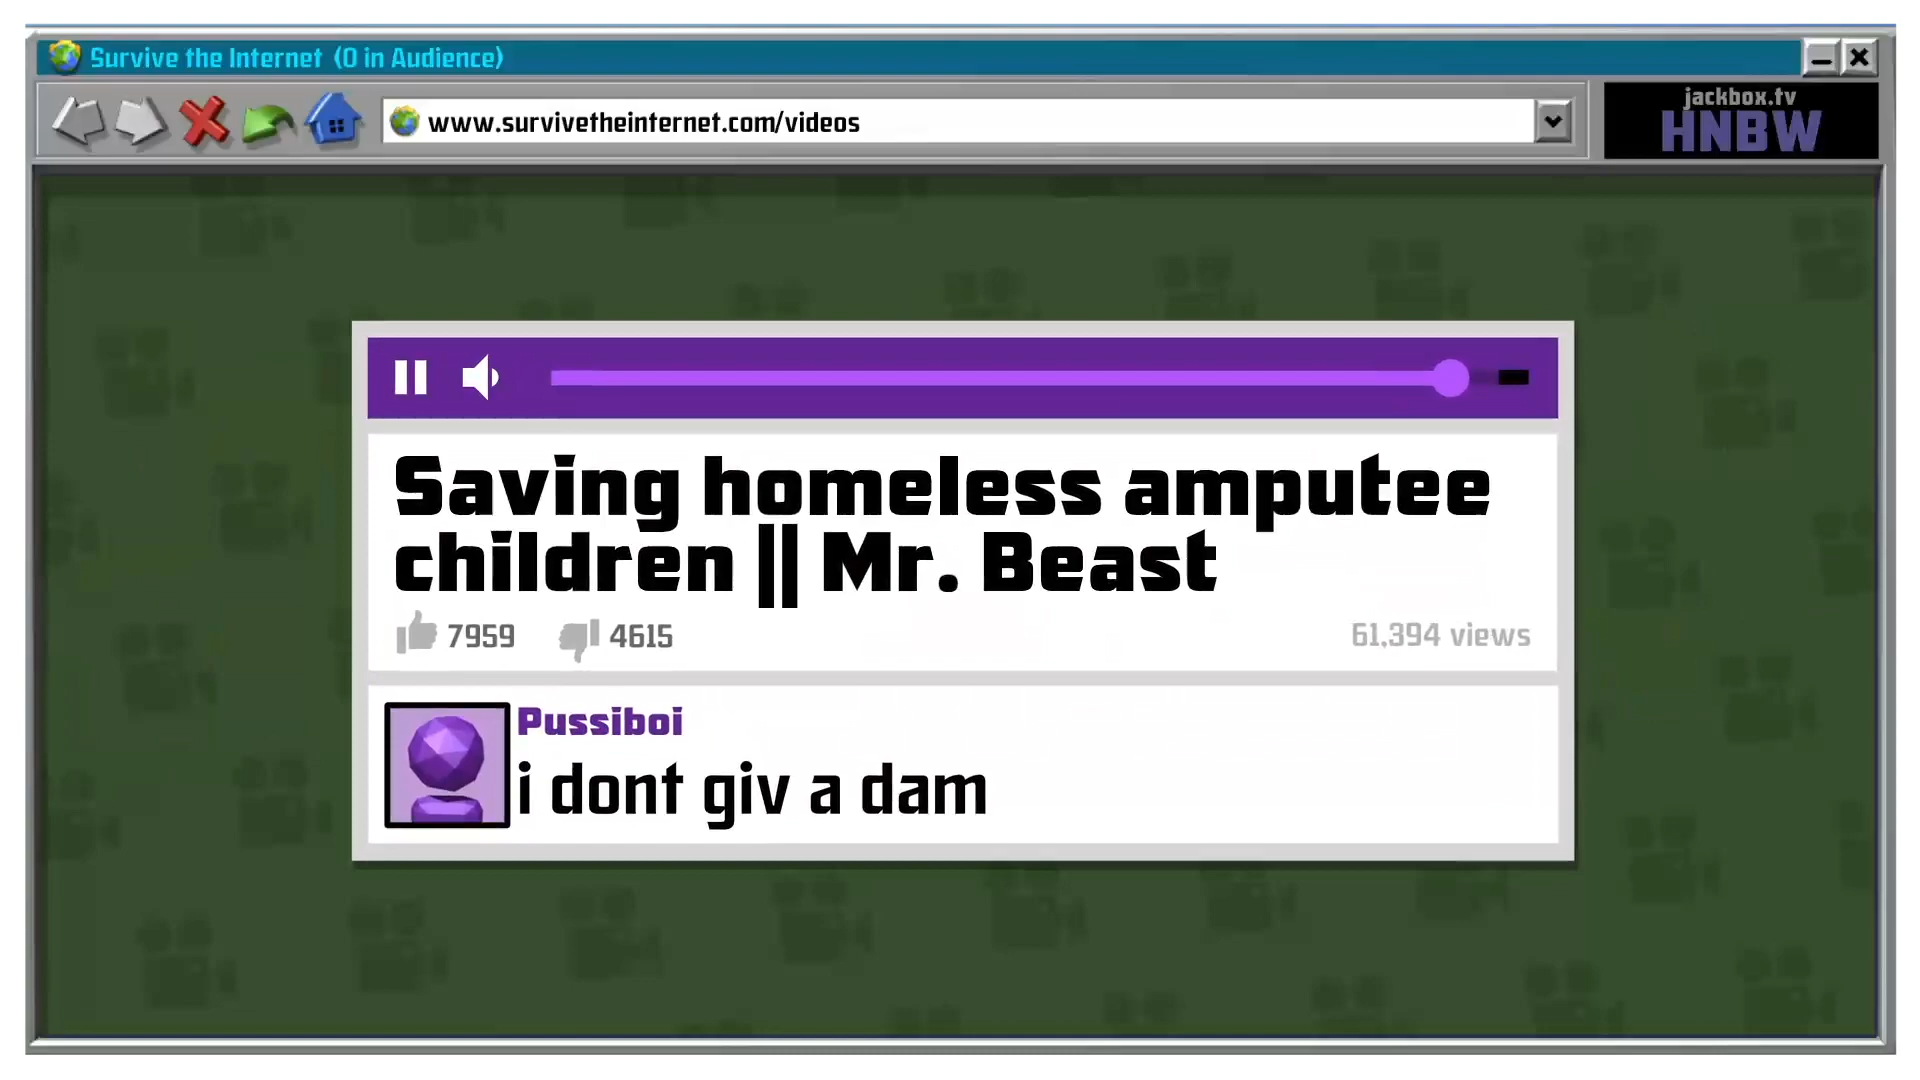 Survive the Internet (0 in Audience)
www.survivetheinternet.com/videos
jackbox.tv
HNBW
Saving homeless amputee
children || Mr. Beast
7959 4615 61,394 views
Pussiboi
i dont giv a dam